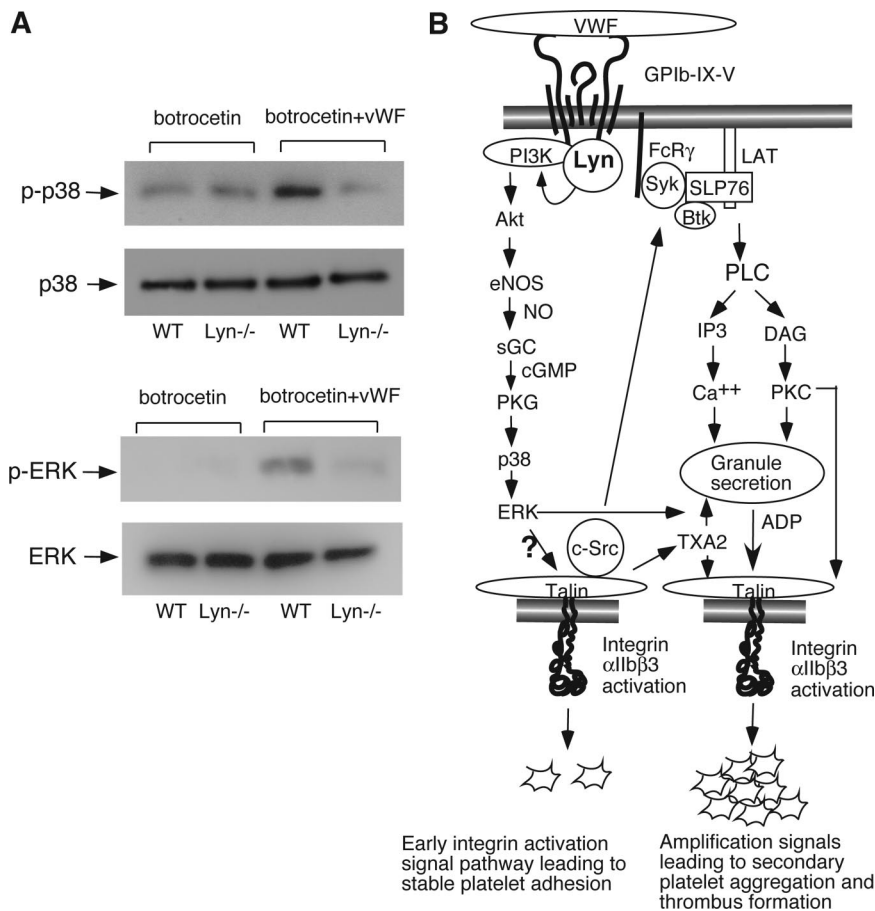 A
botrocetin
botrocetin+vWF
p-p38
p38
WT Lyn-/- WT Lyn-/-
botrocetin
botrocetin+vWF
p-ERK
ERK
WT Lyn-/- WT Lyn-/-
B
VWF
GPIb-IX-V
PI3K
Lyn
FcRγ
LAT
Syk
SLP76
Btk
Akt
PLC
eNOS
NO
IP3
DAG
sGC
cGMP
Ca++
PKC
PKG
p38
Granule
secretion
ERK
ADP
?
c-Src
TXA2
Talin
Talin
Integrin
αIIbβ3
activation
Integrin
αIIbβ3
activation
Early integrin activation
signal pathway leading to
stable platelet adhesion
Amplification signals
leading to secondary
platelet aggregation and
thrombus formation